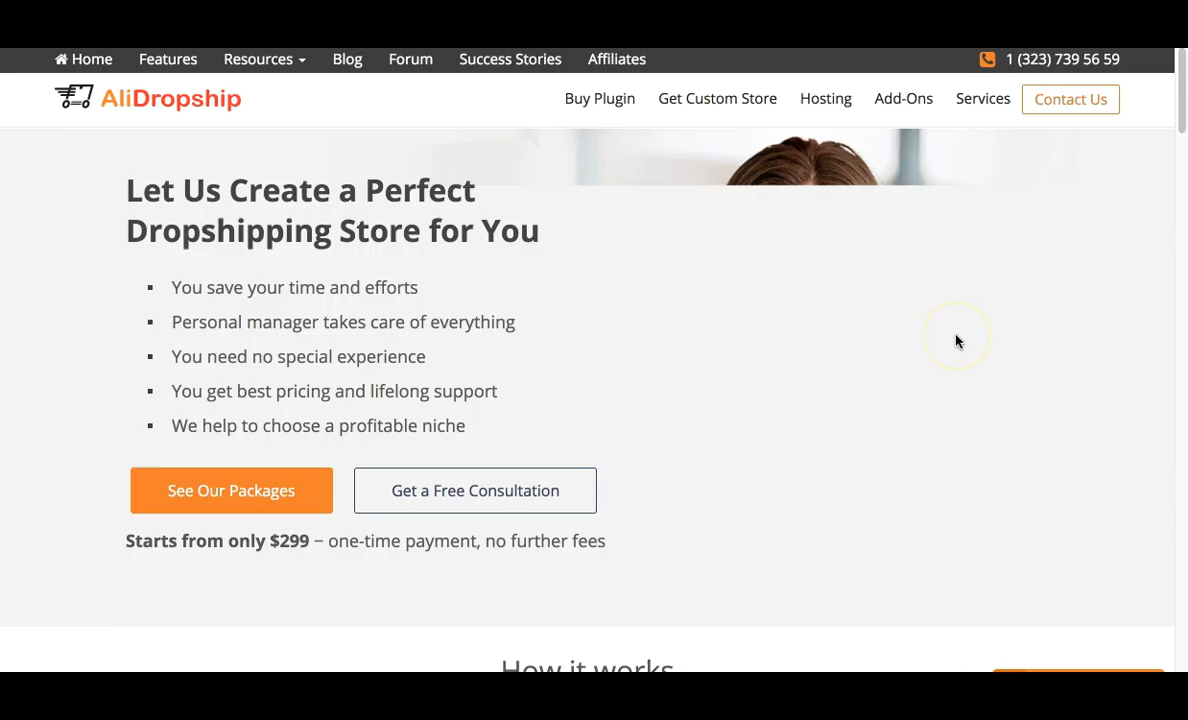 Home Features Resources Blog Forum Success Stories Affiliates 1 (323) 739 56 59
AliDropship Buy Plugin Get Custom Store Hosting Add-Ons Services Contact Us
Let Us Create a Perfect
Dropshipping Store for You
You save your time and efforts
Personal manager takes care of everything
You need no special experience
You get best pricing and lifelong support
We help to choose a profitable niche
See Our Packages Get a Free Consultation
Starts from only $299 – one-time payment, no further fees
How it works